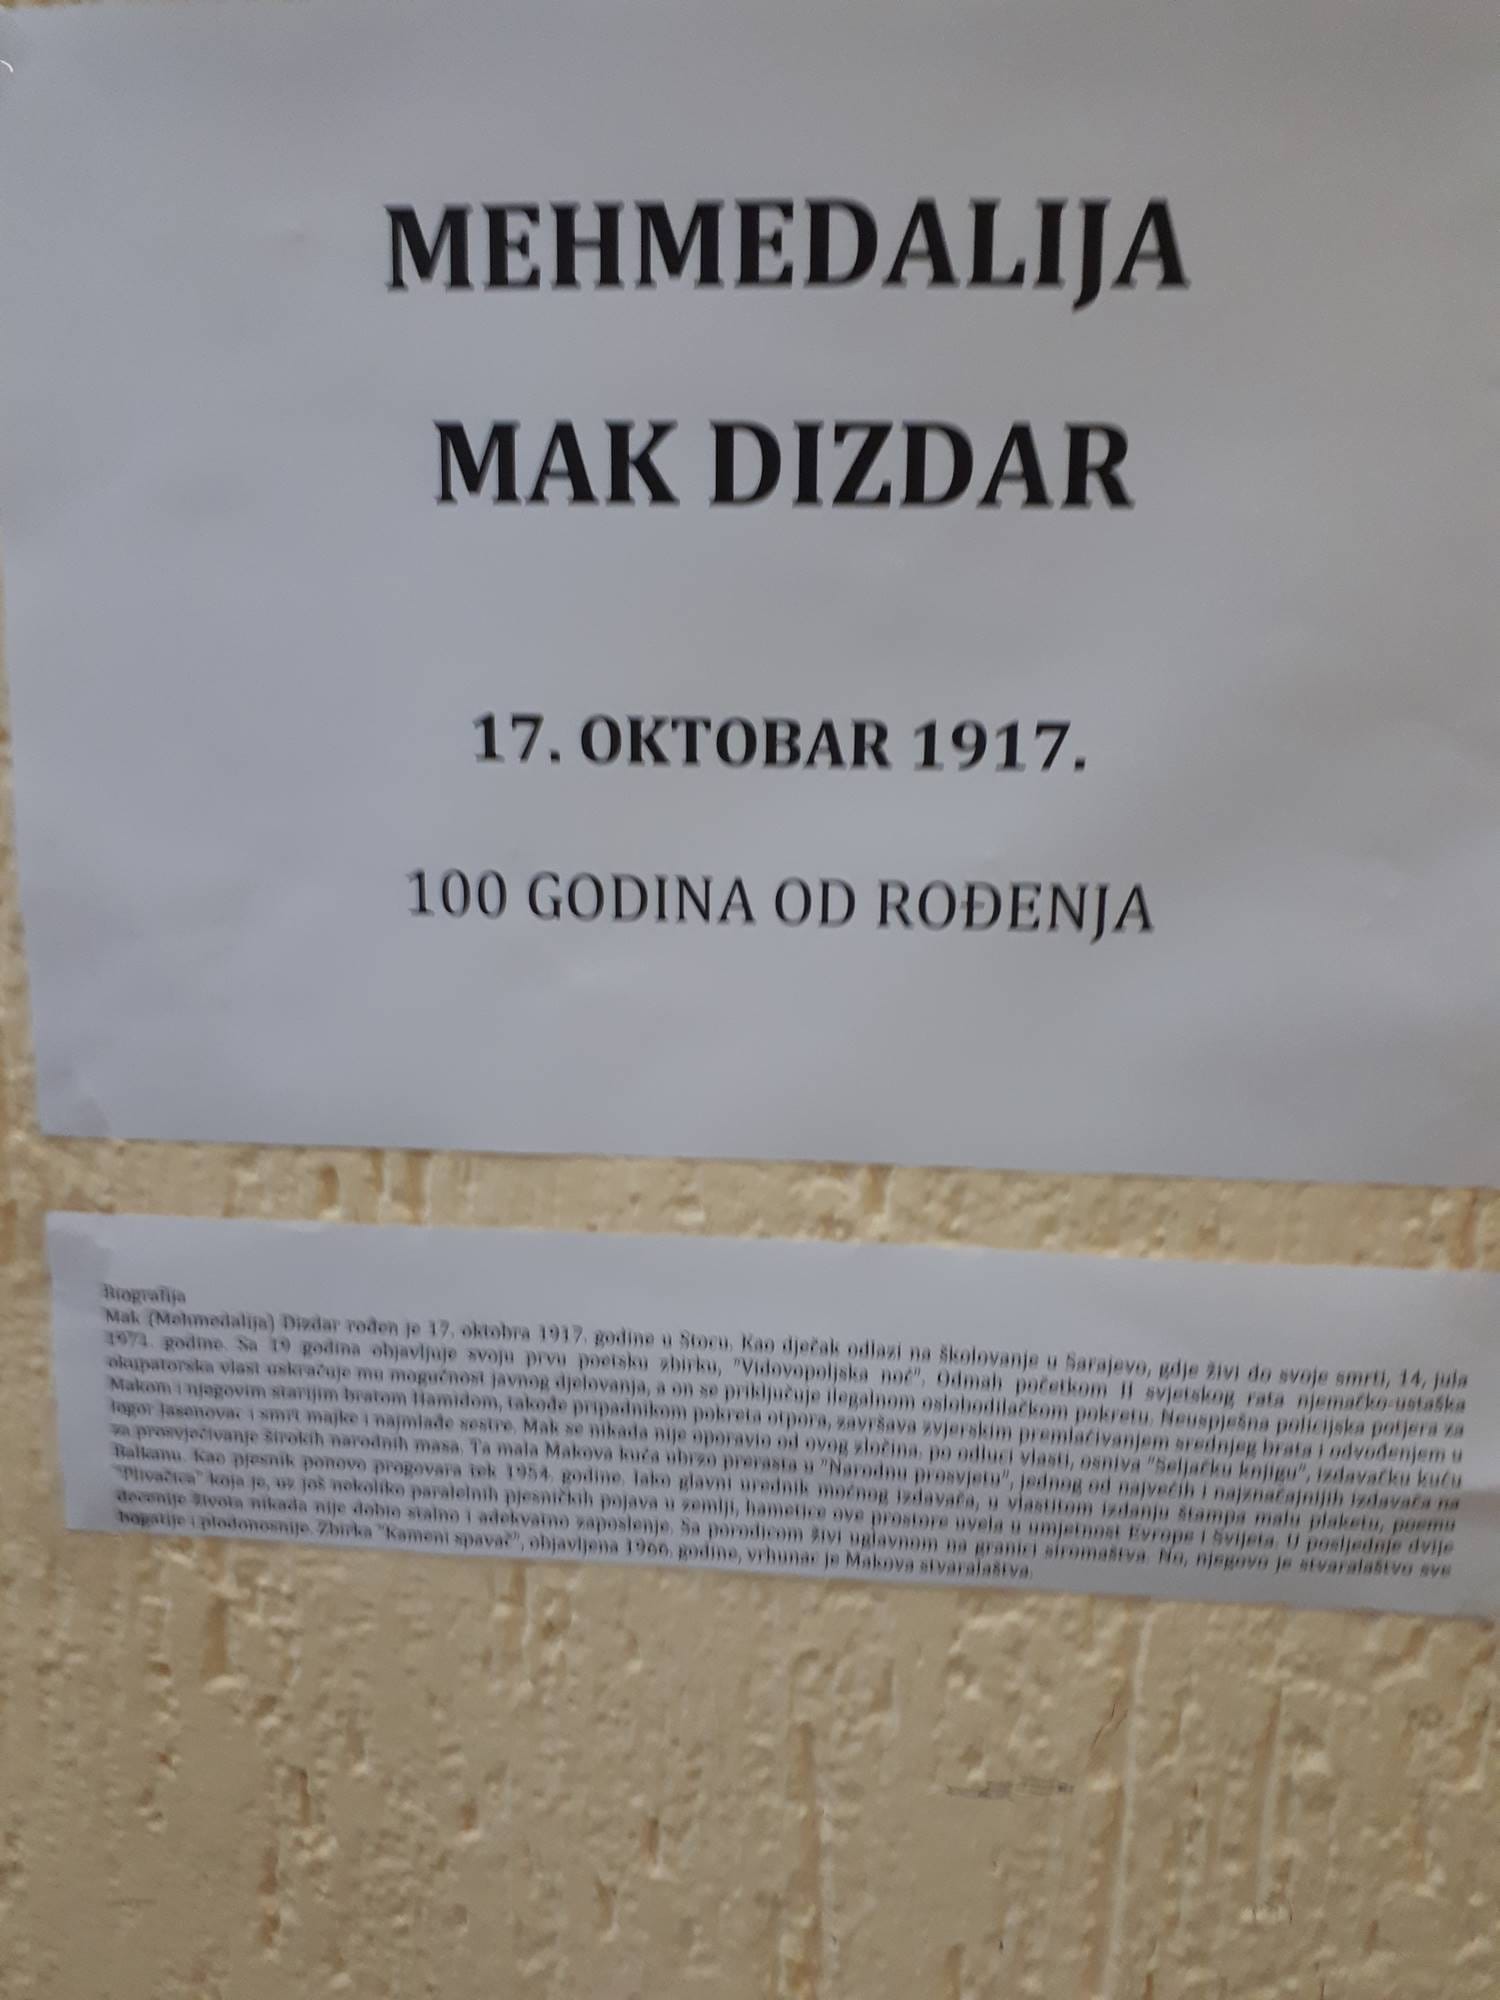 MEHMEDALIJA
MAK DIZDAR
17. OKTOBAR 1917.
100 GODINA OD ROĐENJA
Biografija
Mak (Mehmedalija) Dizdar rođen je 17. oktobra 1917. godine u Stocu. Kao dječak odlazi na školovanje u Sarajevo, gdje živi do svoje smrti, 14. jula
1971. godine. Sa 19 godina objavljuje svoju prvu poetsku zbirku, "Vidovopoljska noć". Odmah početkom II svjetskog rata njemačko-ustaška
okupatorska vlast uskraćuje mu mogućnost javnog djelovanja, a on se priključuje ilegalnom oslobodilačkom pokretu. Neuspješna policijska potjera za
Makom i njegovim starijim bratom Hamidom, takođe pripadnikom pokreta otpora, završava zvjerskim premlaćivanjem srednjeg brata i odvođenjem u
logor Jasenovac i smrt majke i najmlađe sestre. Mak se nikada nije oporavio od ovog zločina. po odluci vlasti, osniva "Seljačku knjigu", izdavačku kuću
za prosvjećivanje širokih narodnih masa. Ta mala Makova kuća ubrzo prerasta u "Narodnu prosvjetu", jednog od najvećih i najznačajnijih izdavača na
Balkanu. Kao pjesnik ponovo progovara tek 1954. godine. Iako glavni urednik moćnog izdavača, u vlastitom izdanju štampa malu plaketu, poemu
"Plivačica" koja je, uz još nekoliko paralelnih pjesničkih pojava u zemlji, hametice ove prostore uvela u umjetnost Evrope i Svijeta. U posljednje dvije
decenije života nikada nije dobio stalno i adekvatno zaposlenje. Sa porodicom živi uglavnom na granici siromaštva. No, njegovo je stvaralaštvo sve
bogatije i plodonosnije. Zbirka "Kameni spavač", objavljena 1966. godine, vrhunac je Makova stvaralaštva.